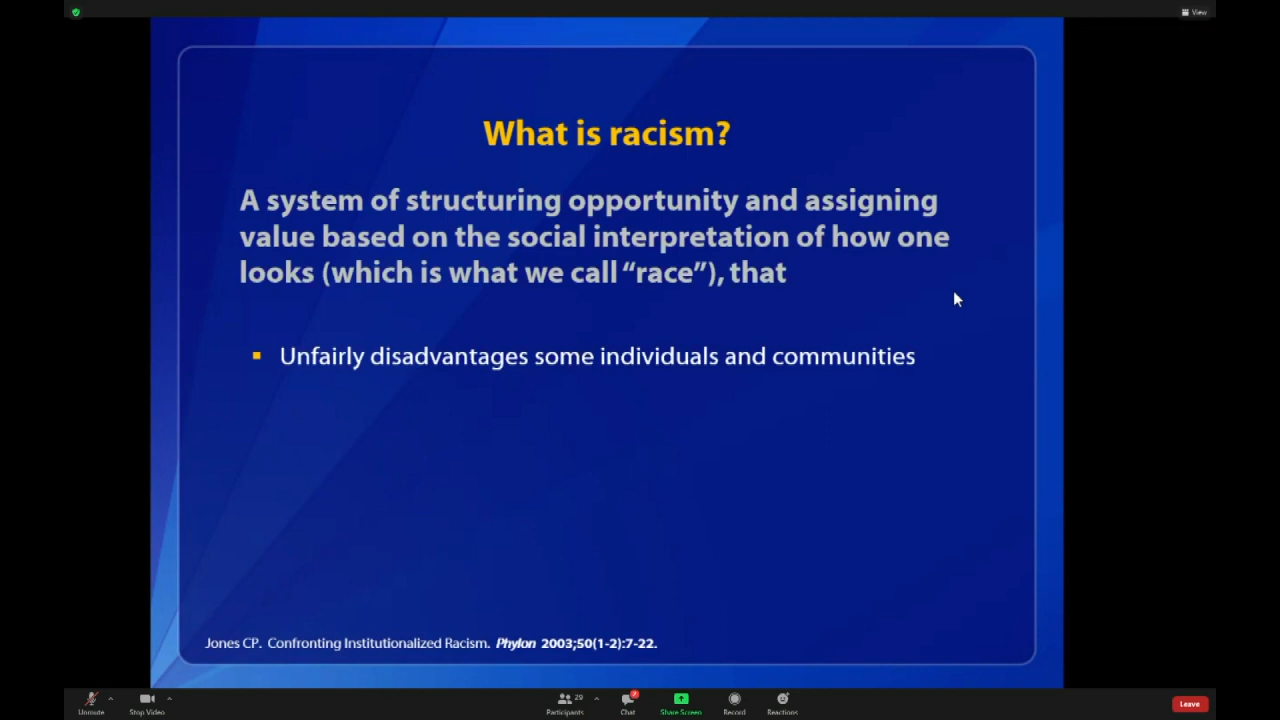 View
What is racism?
A system of structuring opportunity and assigning
value based on the social interpretation of how one
looks (which is what we call “race”), that
▪ Unfairly disadvantages some individuals and communities
Jones CP. Confronting Institutionalized Racism. Phylon 2003;50(1-2):7-22.
Unmute
Stop Video
29
Participants
2
Chat
Share Screen
Record
Reactions
Leave